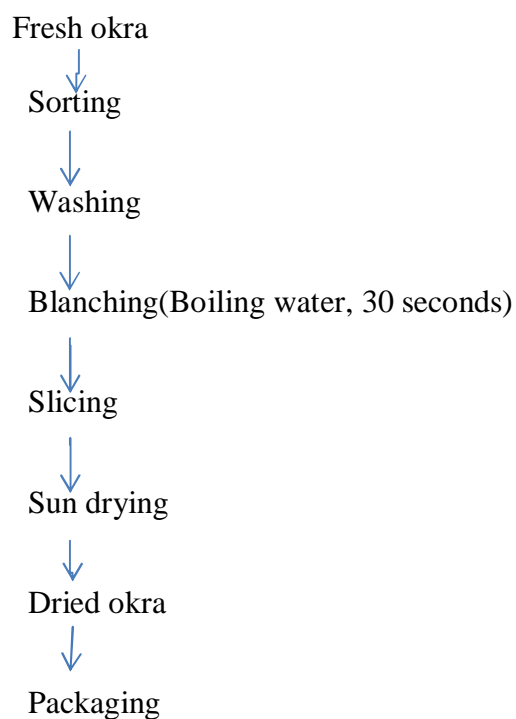 Fresh okra
Sorting
Washing
Blanching(Boiling water, 30 seconds)
Slicing
Sun drying
Dried okra
Packaging